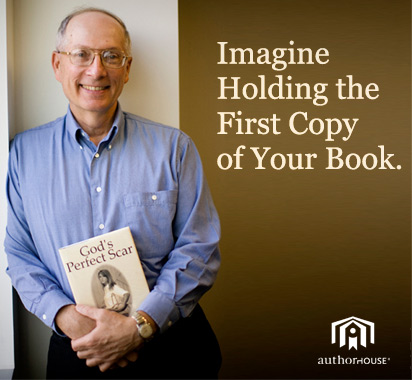 Imagine
Holding the
First Copy
of Your Book.
God's
Perfect Scar
authorHOUSE®